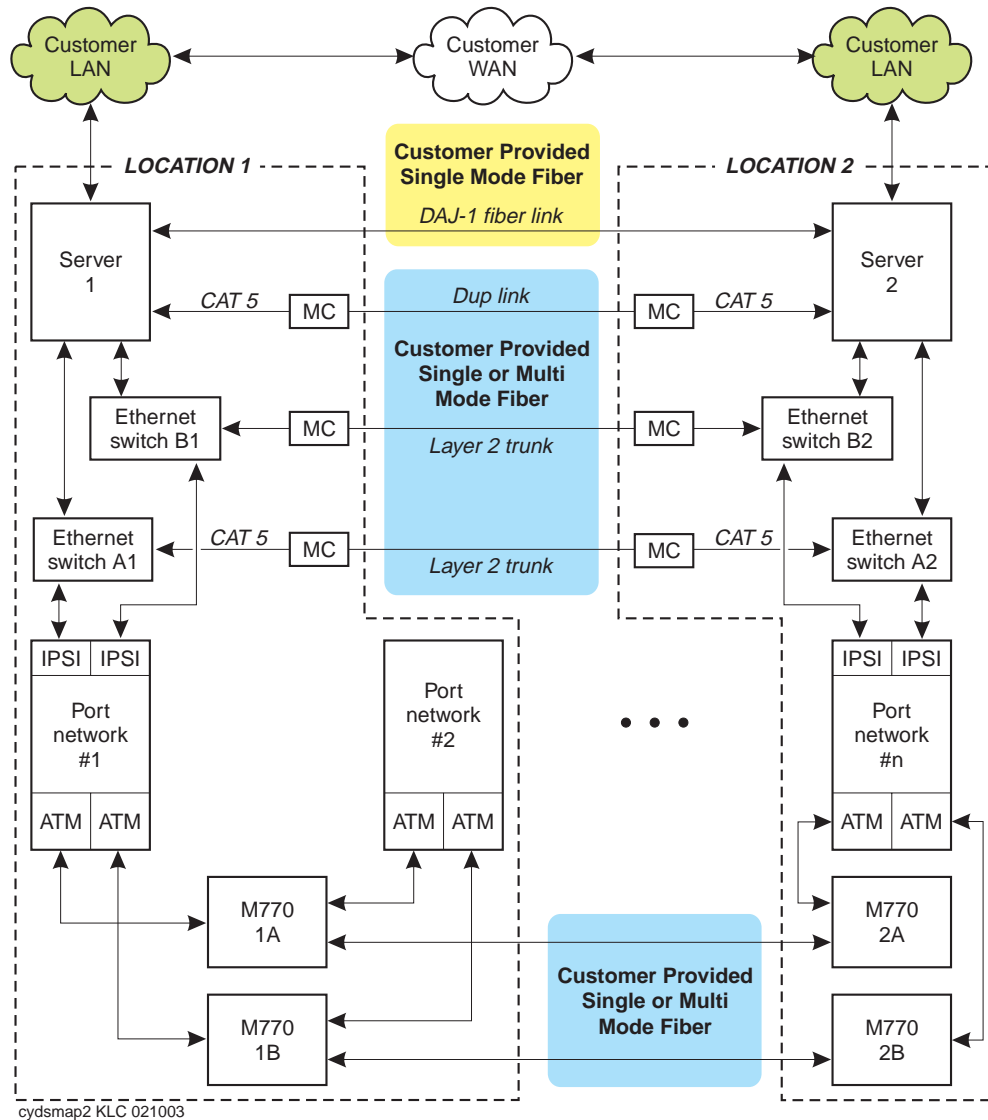 Customer
LAN
Customer
WAN
Customer
LAN
LOCATION 1
Customer Provided
Single Mode Fiber
LOCATION 2
DAJ-1 fiber link
Server
1
Server
2
CAT 5
MC
Dup link
MC
CAT 5
Customer Provided
Single or Multi
Mode Fiber
Ethernet
switch B1
MC
MC
Ethernet
switch B2
Layer 2 trunk
Ethernet
switch A1
CAT 5
MC
MC
CAT 5
Ethernet
switch A2
Layer 2 trunk
IPSI
IPSI
Port
network
#1
ATM
ATM
Port
network
#2
ATM
ATM
IPSI
IPSI
Port
network
#n
ATM
ATM
M770
1A
M770
2A
Customer Provided
Single or Multi
Mode Fiber
M770
1B
M770
2B
cydsmap2 KLC 021003